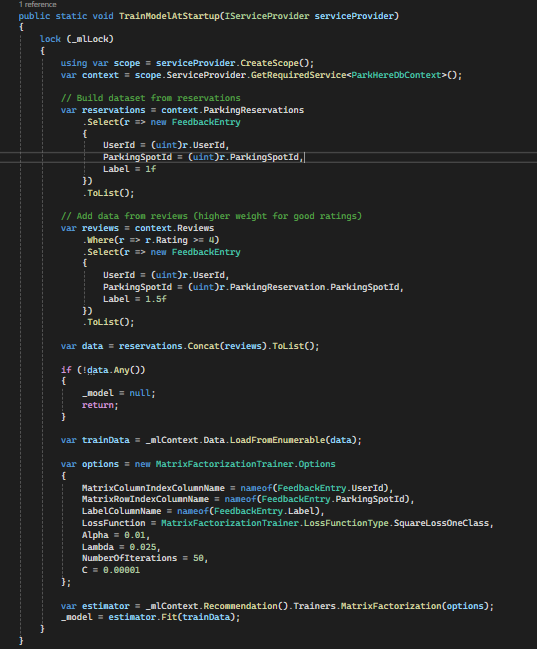 1 reference
public static void TrainModelAtStartup(IServiceProvider serviceProvider)
{
    lock (_mlLock)
    {
        using var scope = serviceProvider.CreateScope();
        var context = scope.ServiceProvider.GetRequiredService<ParkHereDbContext>();

        // Build dataset from reservations
        var reservations = context.ParkingReservations
            .Select(r => new FeedbackEntry
            {
                UserId = (uint)r.UserId,
                ParkingSpotId = (uint)r.ParkingSpotId,
                Label = 1f
            })
            .ToList();

        // Add data from reviews (higher weight for good ratings)
        var reviews = context.Reviews
            .Where(r => r.Rating >= 4)
            .Select(r => new FeedbackEntry
            {
                UserId = (uint)r.UserId,
                ParkingSpotId = (uint)r.ParkingReservation.ParkingSpotId,
                Label = 1.5f
            })
            .ToList();

        var data = reservations.Concat(reviews).ToList();

        if (!data.Any())
        {
            _model = null;
            return;
        }

        var trainData = _mlContext.Data.LoadFromEnumerable(data);

        var options = new MatrixFactorizationTrainer.Options
        {
            MatrixColumnIndexColumnName = nameof(FeedbackEntry.UserId),
            MatrixRowIndexColumnName = nameof(FeedbackEntry.ParkingSpotId),
            LabelColumnName = nameof(FeedbackEntry.Label),
            LossFunction = MatrixFactorizationTrainer.LossFunctionType.SquareLossOneClass,
            Alpha = 0.01,
            Lambda = 0.025,
            NumberOfIterations = 50,
            C = 0.00001
        };

        var estimator = _mlContext.Recommendation().Trainers.MatrixFactorization(options);
        _model = estimator.Fit(trainData);
    }
}